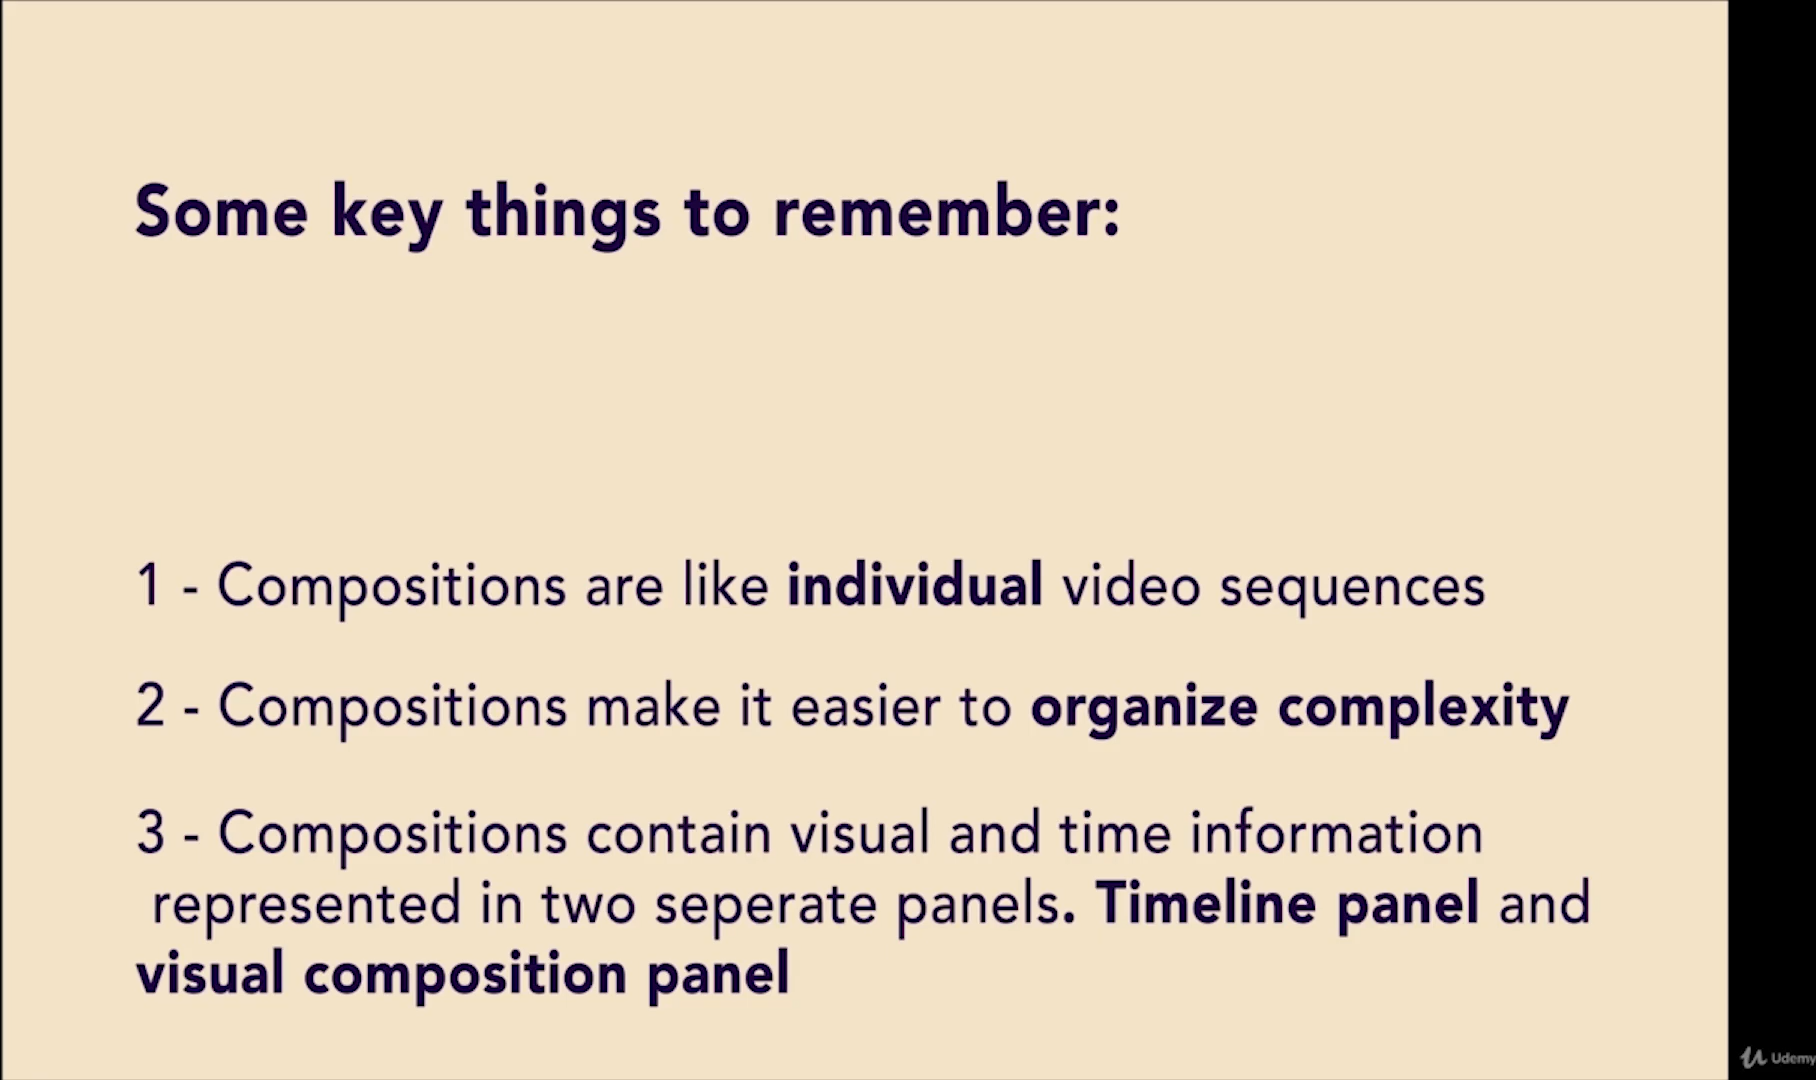 Some key things to remember:
1 - Compositions are like individual video sequences
2 - Compositions make it easier to organize complexity
3 - Compositions contain visual and time information
represented in two seperate panels. Timeline panel and
visual composition panel
Udemy